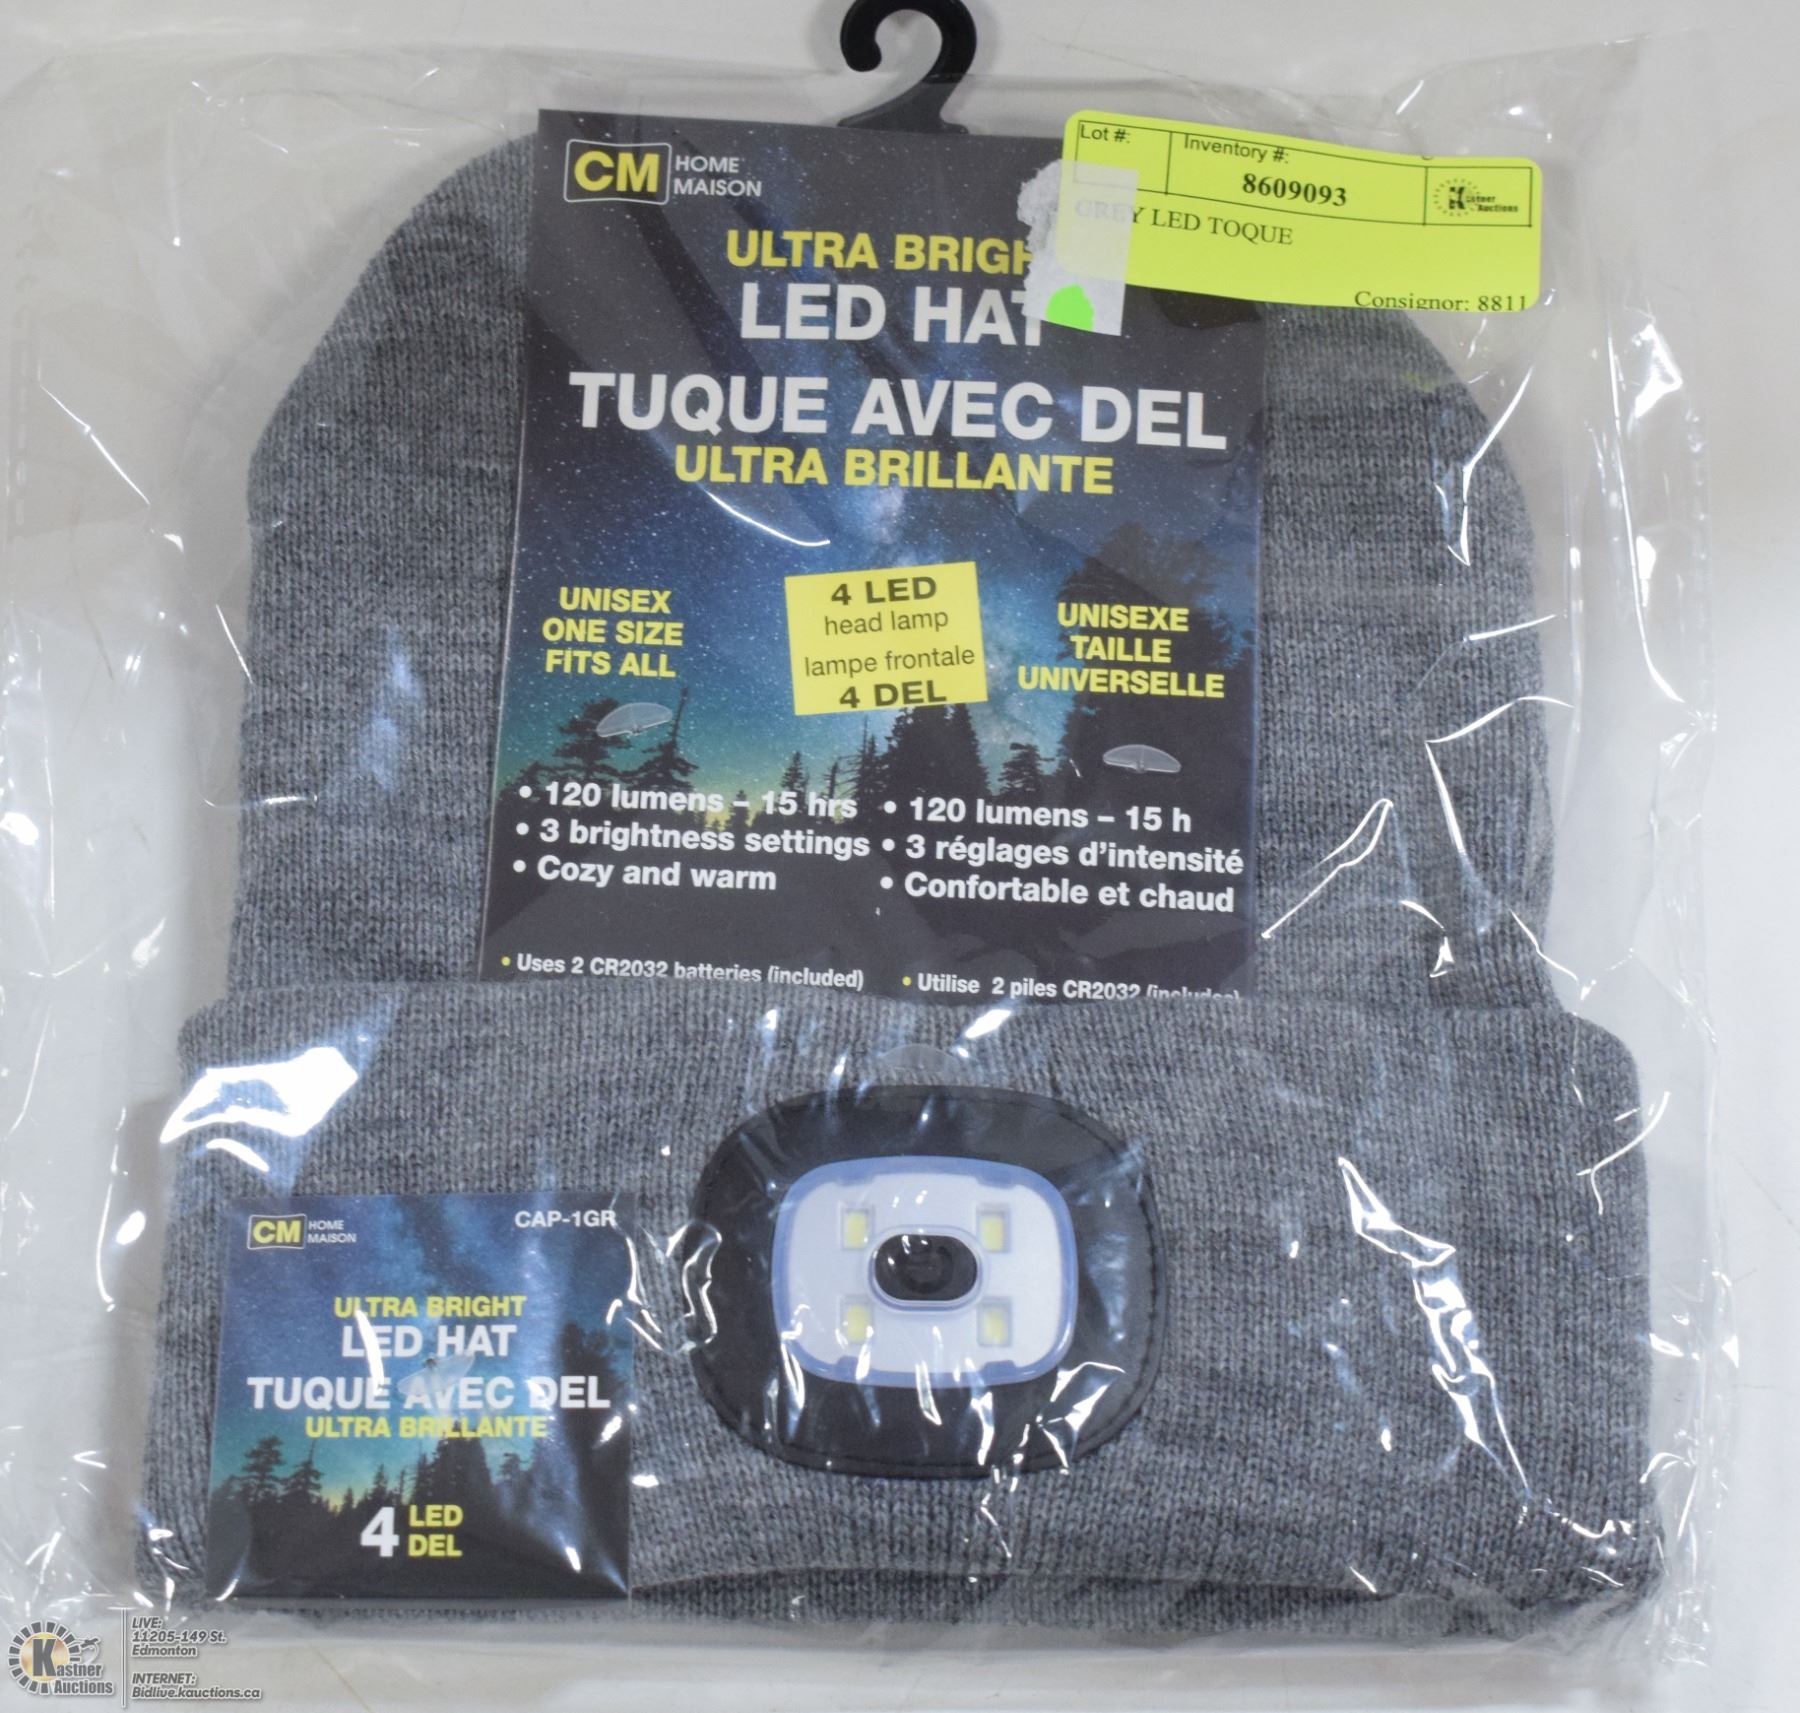 CM HOME
MAISON
Lot #:
Inventory #:
8609093
Kastner
Auctions
GREY LED TOQUE
Consignor: 8811
ULTRA BRIGH
LED HAT
TUQUE AVEC DEL
ULTRA BRILLANTE
UNISEX
ONE SIZE
FITS ALL
4 LED
head lamp
lampe frontale
4 DEL
UNISEXE
TAILLE
UNIVERSELLE
• 120 lumens – 15 hrs
• 3 brightness settings
• Cozy and warm
• 120 lumens – 15 h
• 3 réglages d'intensité
• Confortable et chaud
• Uses 2 CR2032 batteries (included)
• Utilise 2 piles CR2032 (incluses)
CM HOME
MAISON
CAP-1GR
ULTRA BRIGHT
LED HAT
TUQUE AVEC DEL
ULTRA BRILLANTE
4 LED
DEL
Kastner
Auctions
LIVE:
11205-149 St.
Edmonton
INTERNET:
Bidlive.kauctions.ca